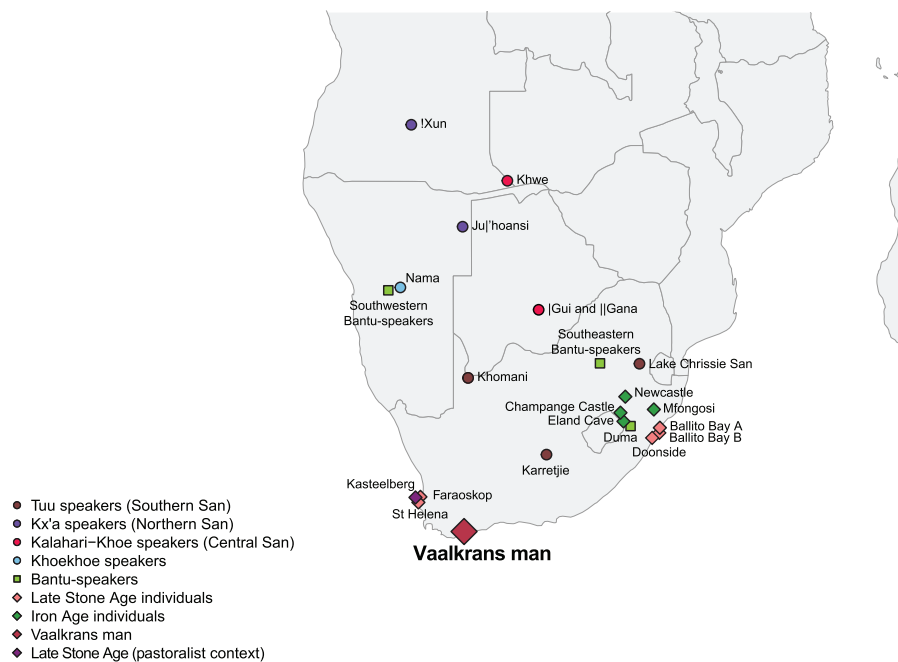 !Xun
Khwe
Ju|'hoansi
Nama
Southwestern
Bantu-speakers
|Gui and ||Gana
Southeastern
Bantu-speakers
Lake Chrissie San
Khomani
Newcastle
Champange Castle
Mfongosi
Eland Cave
Ballito Bay A
Duma
Ballito Bay B
Doonside
Karretjie
Kasteelberg
Faraoskop
St Helena
Vaalkrans man
Tuu speakers (Southern San)
Kx'a speakers (Northern San)
Kalahari−Khoe speakers (Central San)
Khoekhoe speakers
Bantu-speakers
Late Stone Age individuals
Iron Age individuals
Vaalkrans man
Late Stone Age (pastoralist context)